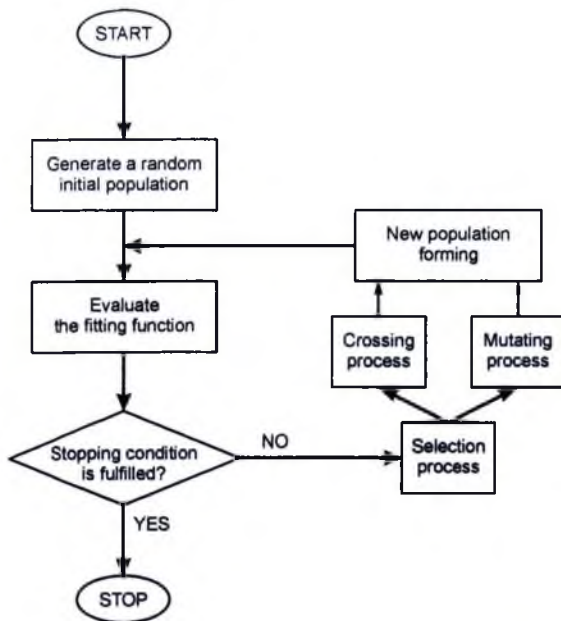 START
Generate a random
initial population
New population
forming
Evaluate
the fitting function
Crossing
process
Mutating
process
Stopping condition
is fulfilled?
NO
Selection
process
YES
STOP